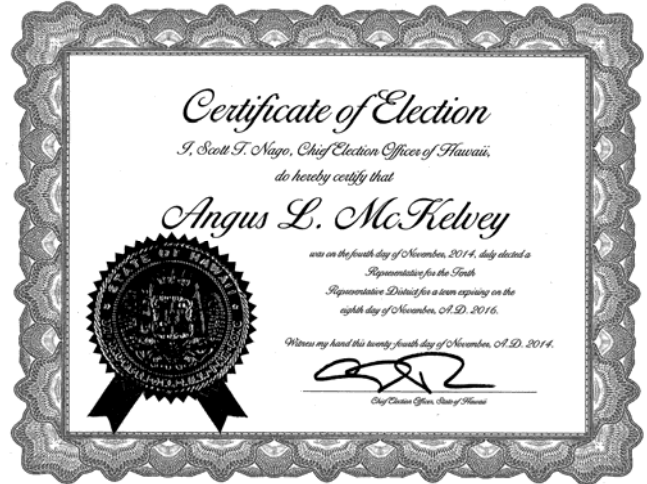 Certificate of Election
I, Scott T. Nago, Chief Election Officer of Hawaii,
do hereby certify that
Angus L. McKelvey
was on the fourth day of November, 2014, duly elected a
Representative for the Tenth
Representative District for a term expiring on the
eighth day of November, A.D. 2016.
Witness my hand this twenty-fourth day of November, A.D. 2014.
Chief Election Officer, State of Hawaii
STATE OF HAWAII